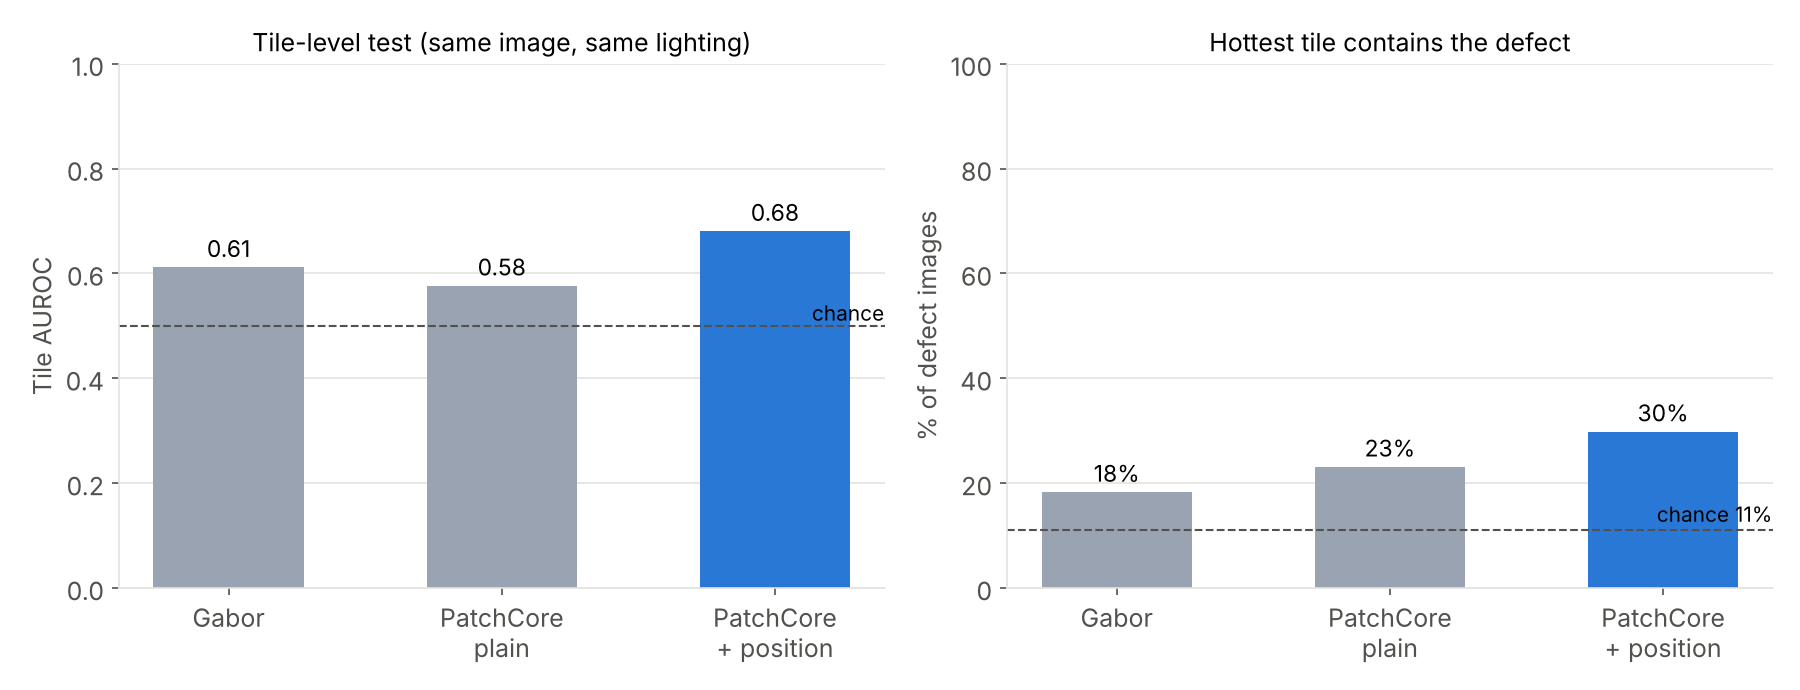 Tile-level test (same image, same lighting)
Tile AUROC
1.0
0.8
0.6
0.4
0.2
0.0
0.61
0.58
0.68
chance
Gabor
PatchCore
plain
PatchCore
+ position
Hottest tile contains the defect
% of defect images
100
80
60
40
20
0
18%
23%
30%
chance 11%
Gabor
PatchCore
plain
PatchCore
+ position